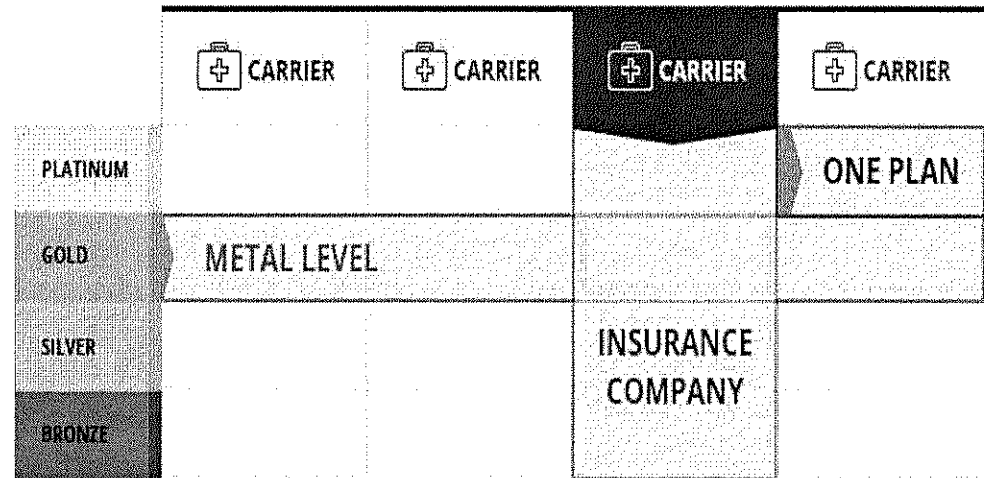 CARRIER CARRIER CARRIER CARRIER
PLATINUM ONE PLAN
GOLD METAL LEVEL
SILVER INSURANCE
COMPANY
BRONZE